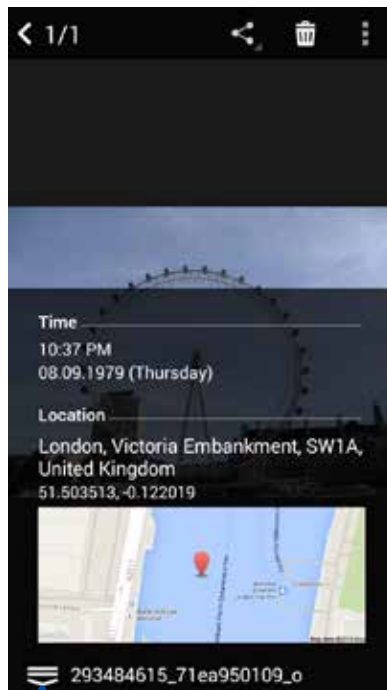 1/1
Time
10:37 PM
08.09.1979 (Thursday)
Location
London, Victoria Embankment, SW1A,
United Kingdom
51.503513,-0.122019
293484615_71ea950109_o